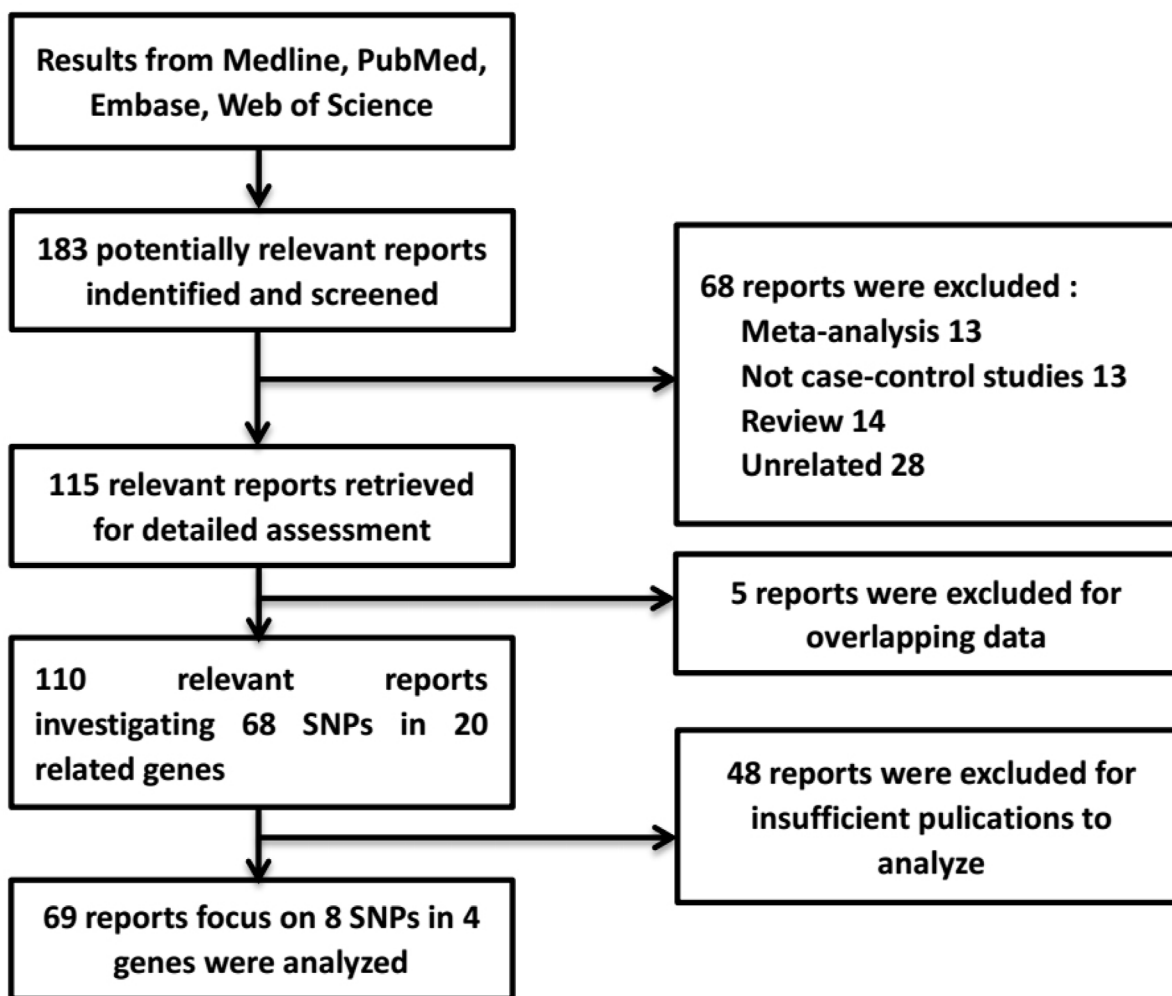 Results from Medline, PubMed,
Embase, Web of Science
183 potentially relevant reports
indentified and screened
68 reports were excluded :
Meta-analysis 13
Not case-control studies 13
Review 14
Unrelated 28
115 relevant reports retrieved
for detailed assessment
5 reports were excluded for
overlapping data
110 relevant reports
investigating 68 SNPs in 20
related genes
48 reports were excluded for
insufficient pulications to
analyze
69 reports focus on 8 SNPs in 4
genes were analyzed